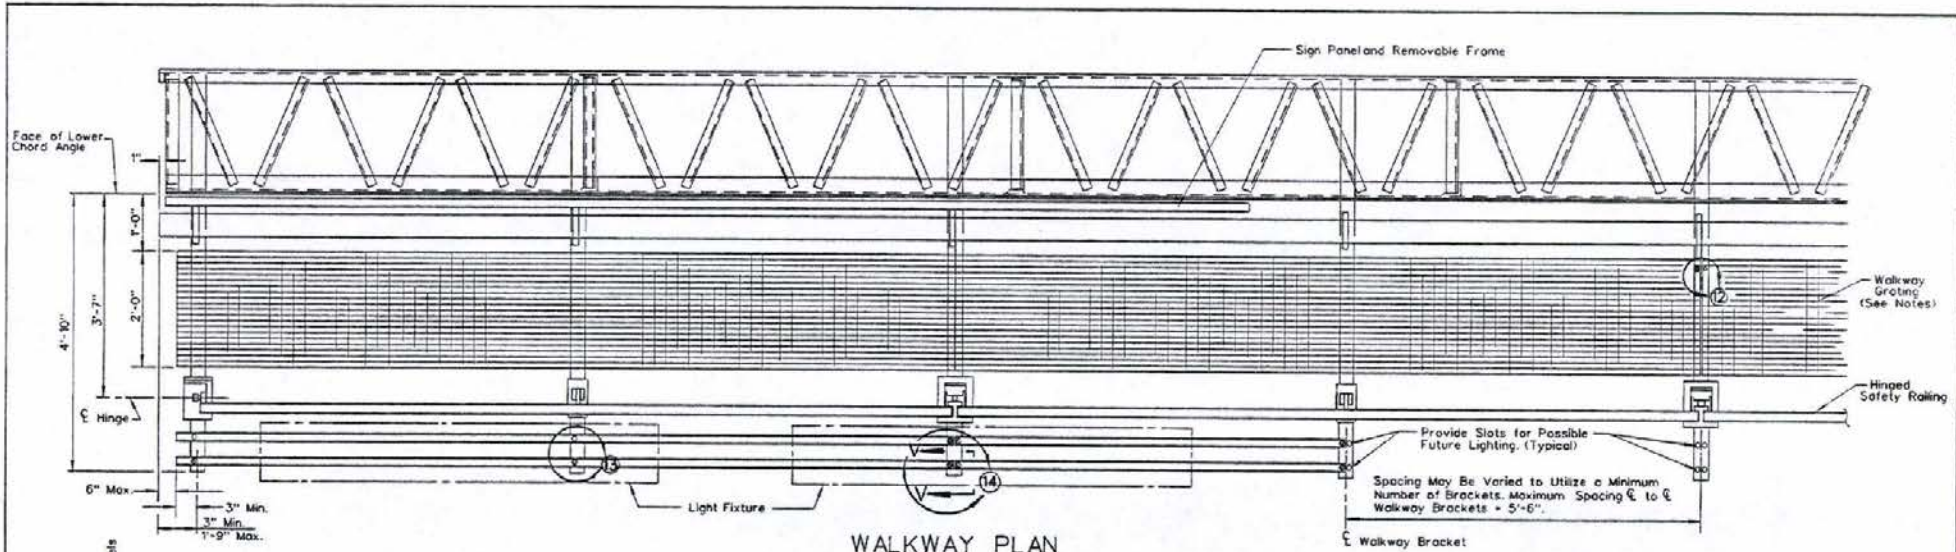 Sign Panel and Removable Frame
Face of Lower
Chord Angle
1"
1'-0"
2'-0"
3'-7"
4'-10"
Walkway
Grating
(See Notes)
12
Hinged
Safety Railing
℄ Hinge
Provide Slots for Possible
Future Lighting. (Typical)
13
V
14
V
6" Max.
3" Min.
3" Min.
1'-9" Max.
Light Fixture
Spacing May Be Varied to Utilize a Minimum
Number of Brackets. Maximum Spacing ℄ to ℄
Walkway Brackets = 5'-6".
WALKWAY PLAN
℄ Walkway Bracket